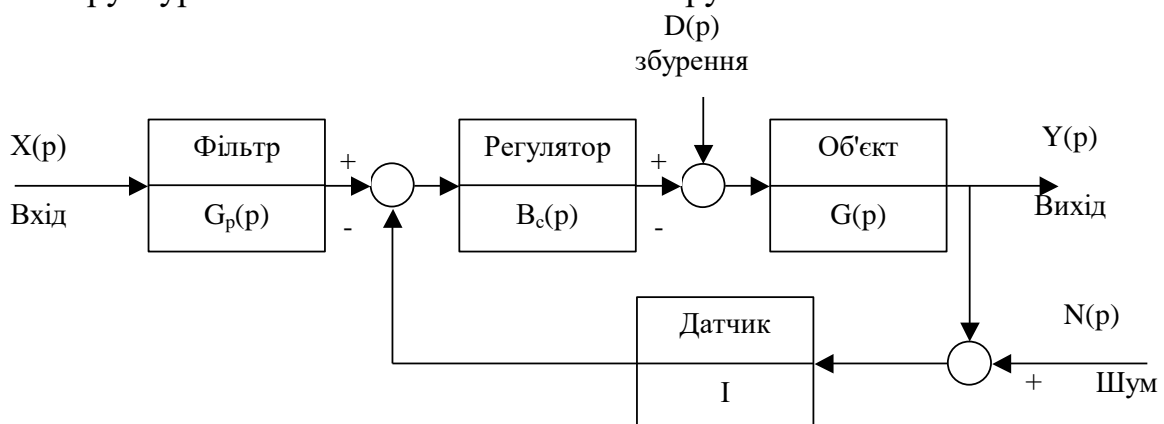 D(p)
збурення
X(p)
Фільтр
Регулятор
Об'єкт
Y(p)
+
+
Вхід
Gp(p)
Bc(p)
G(p)
Вихід
-
-
Датчик
N(p)
I
+
Шум